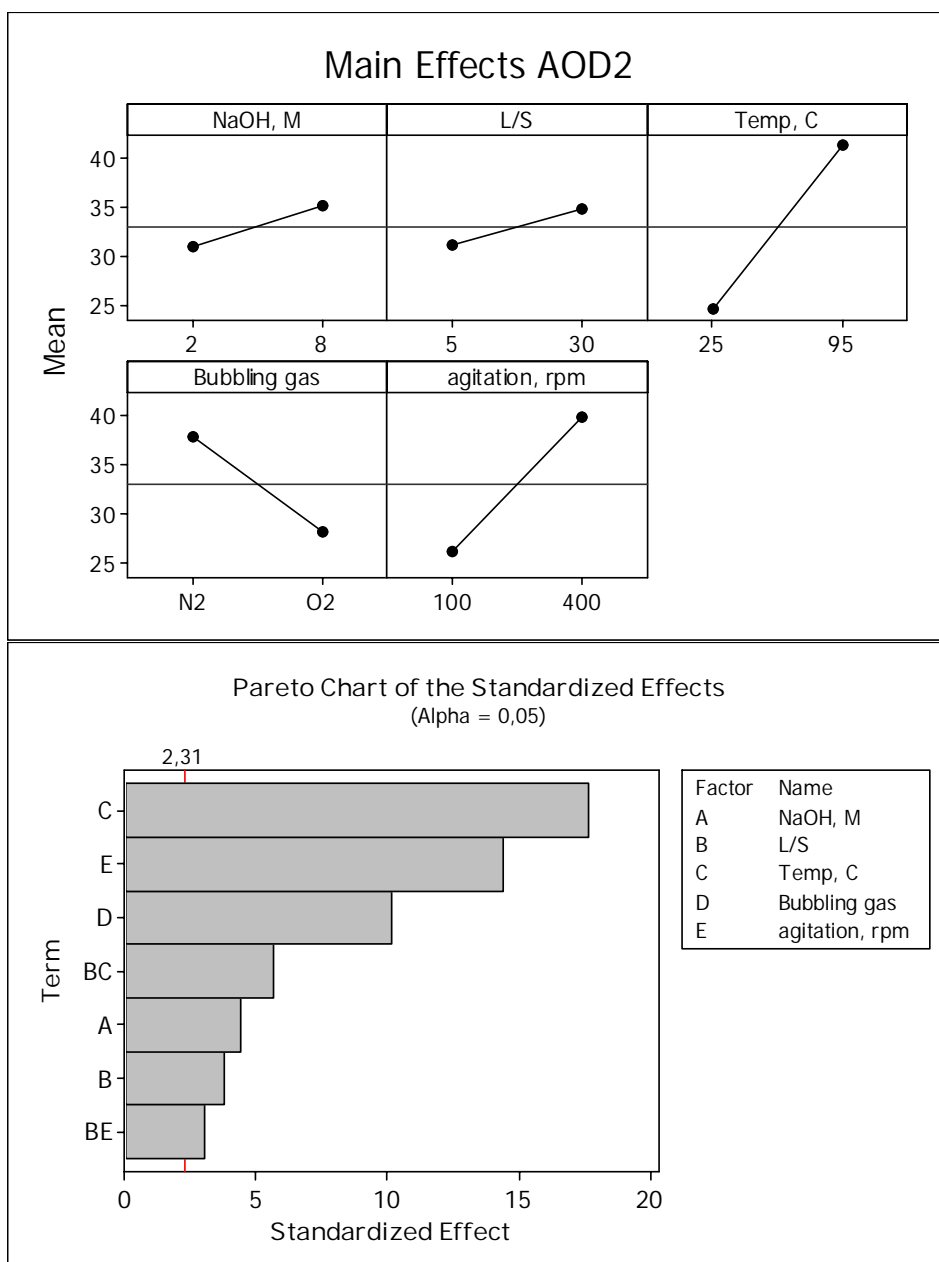 Main Effects AOD2
NaOH, M L/S Temp, C
40
35
30
25
2 8 5 30 25 95
Bubbling gas agitation, rpm
40
35
30
25
N2 O2 100 400
Mean
Pareto Chart of the Standardized Effects
(Alpha = 0,05)
2,31
C
E
D
BC
A
B
BE
Term
0 5 10 15 20
Standardized Effect
Factor Name
A NaOH, M
B L/S
C Temp, C
D Bubbling gas
E agitation, rpm